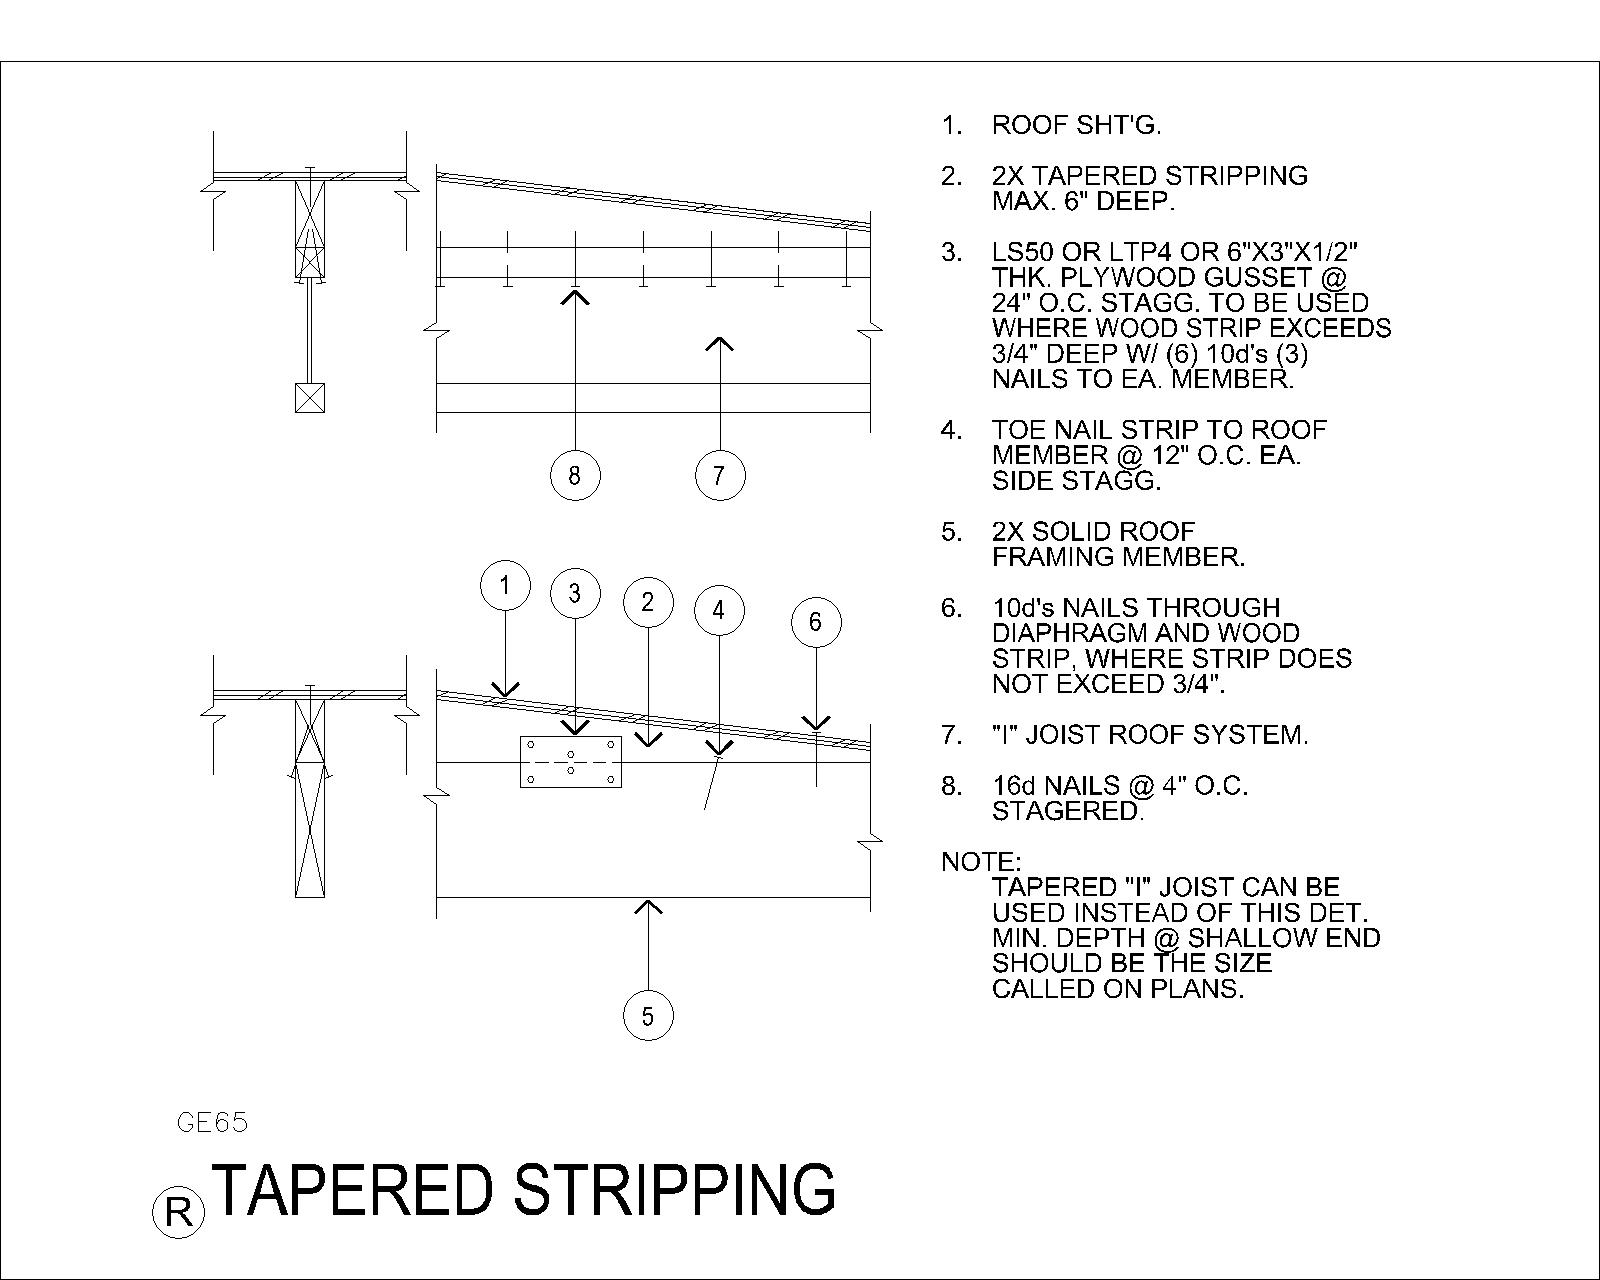 1. ROOF SHT'G.
2. 2X TAPERED STRIPPING
MAX. 6" DEEP.
3. LS50 OR LTP4 OR 6"X3"X1/2"
THK. PLYWOOD GUSSET @
24" O.C. STAGG. TO BE USED
WHERE WOOD STRIP EXCEEDS
3/4" DEEP W/ (6) 10d's (3)
NAILS TO EA. MEMBER.
4. TOE NAIL STRIP TO ROOF
MEMBER @ 12" O.C. EA.
SIDE STAGG.
5. 2X SOLID ROOF
FRAMING MEMBER.
6. 10d's NAILS THROUGH
DIAPHRAGM AND WOOD
STRIP, WHERE STRIP DOES
NOT EXCEED 3/4".
7. "I" JOIST ROOF SYSTEM.
8. 16d NAILS @ 4" O.C.
STAGERED.
NOTE:
TAPERED "I" JOIST CAN BE
USED INSTEAD OF THIS DET.
MIN. DEPTH @ SHALLOW END
SHOULD BE THE SIZE
CALLED ON PLANS.
8 7
1 3 2 4 6
5
GE65
R TAPERED STRIPPING